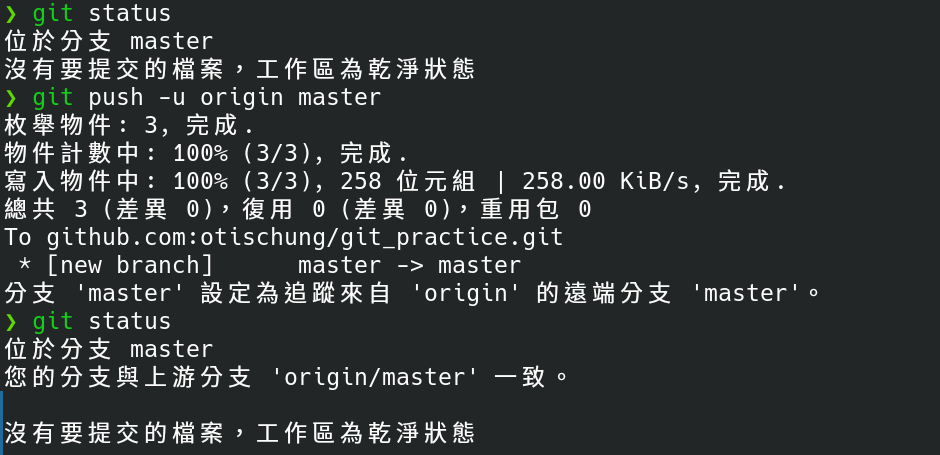 ❯ git status
位於分支 master
沒有要提交的檔案，工作區為乾淨狀態
❯ git push -u origin master
枚舉物件: 3, 完成.
物件計數中: 100% (3/3), 完成.
寫入物件中: 100% (3/3), 258 位元組 | 258.00 KiB/s, 完成.
總共 3 (差異 0)，復用 0 (差異 0)，重用包 0
To github.com:otischung/git_practice.git
 * [new branch]      master -> master
分支 'master' 設定為追蹤來自 'origin' 的遠端分支 'master'。
❯ git status
位於分支 master
您的分支與上游分支 'origin/master' 一致。
沒有要提交的檔案，工作區為乾淨狀態